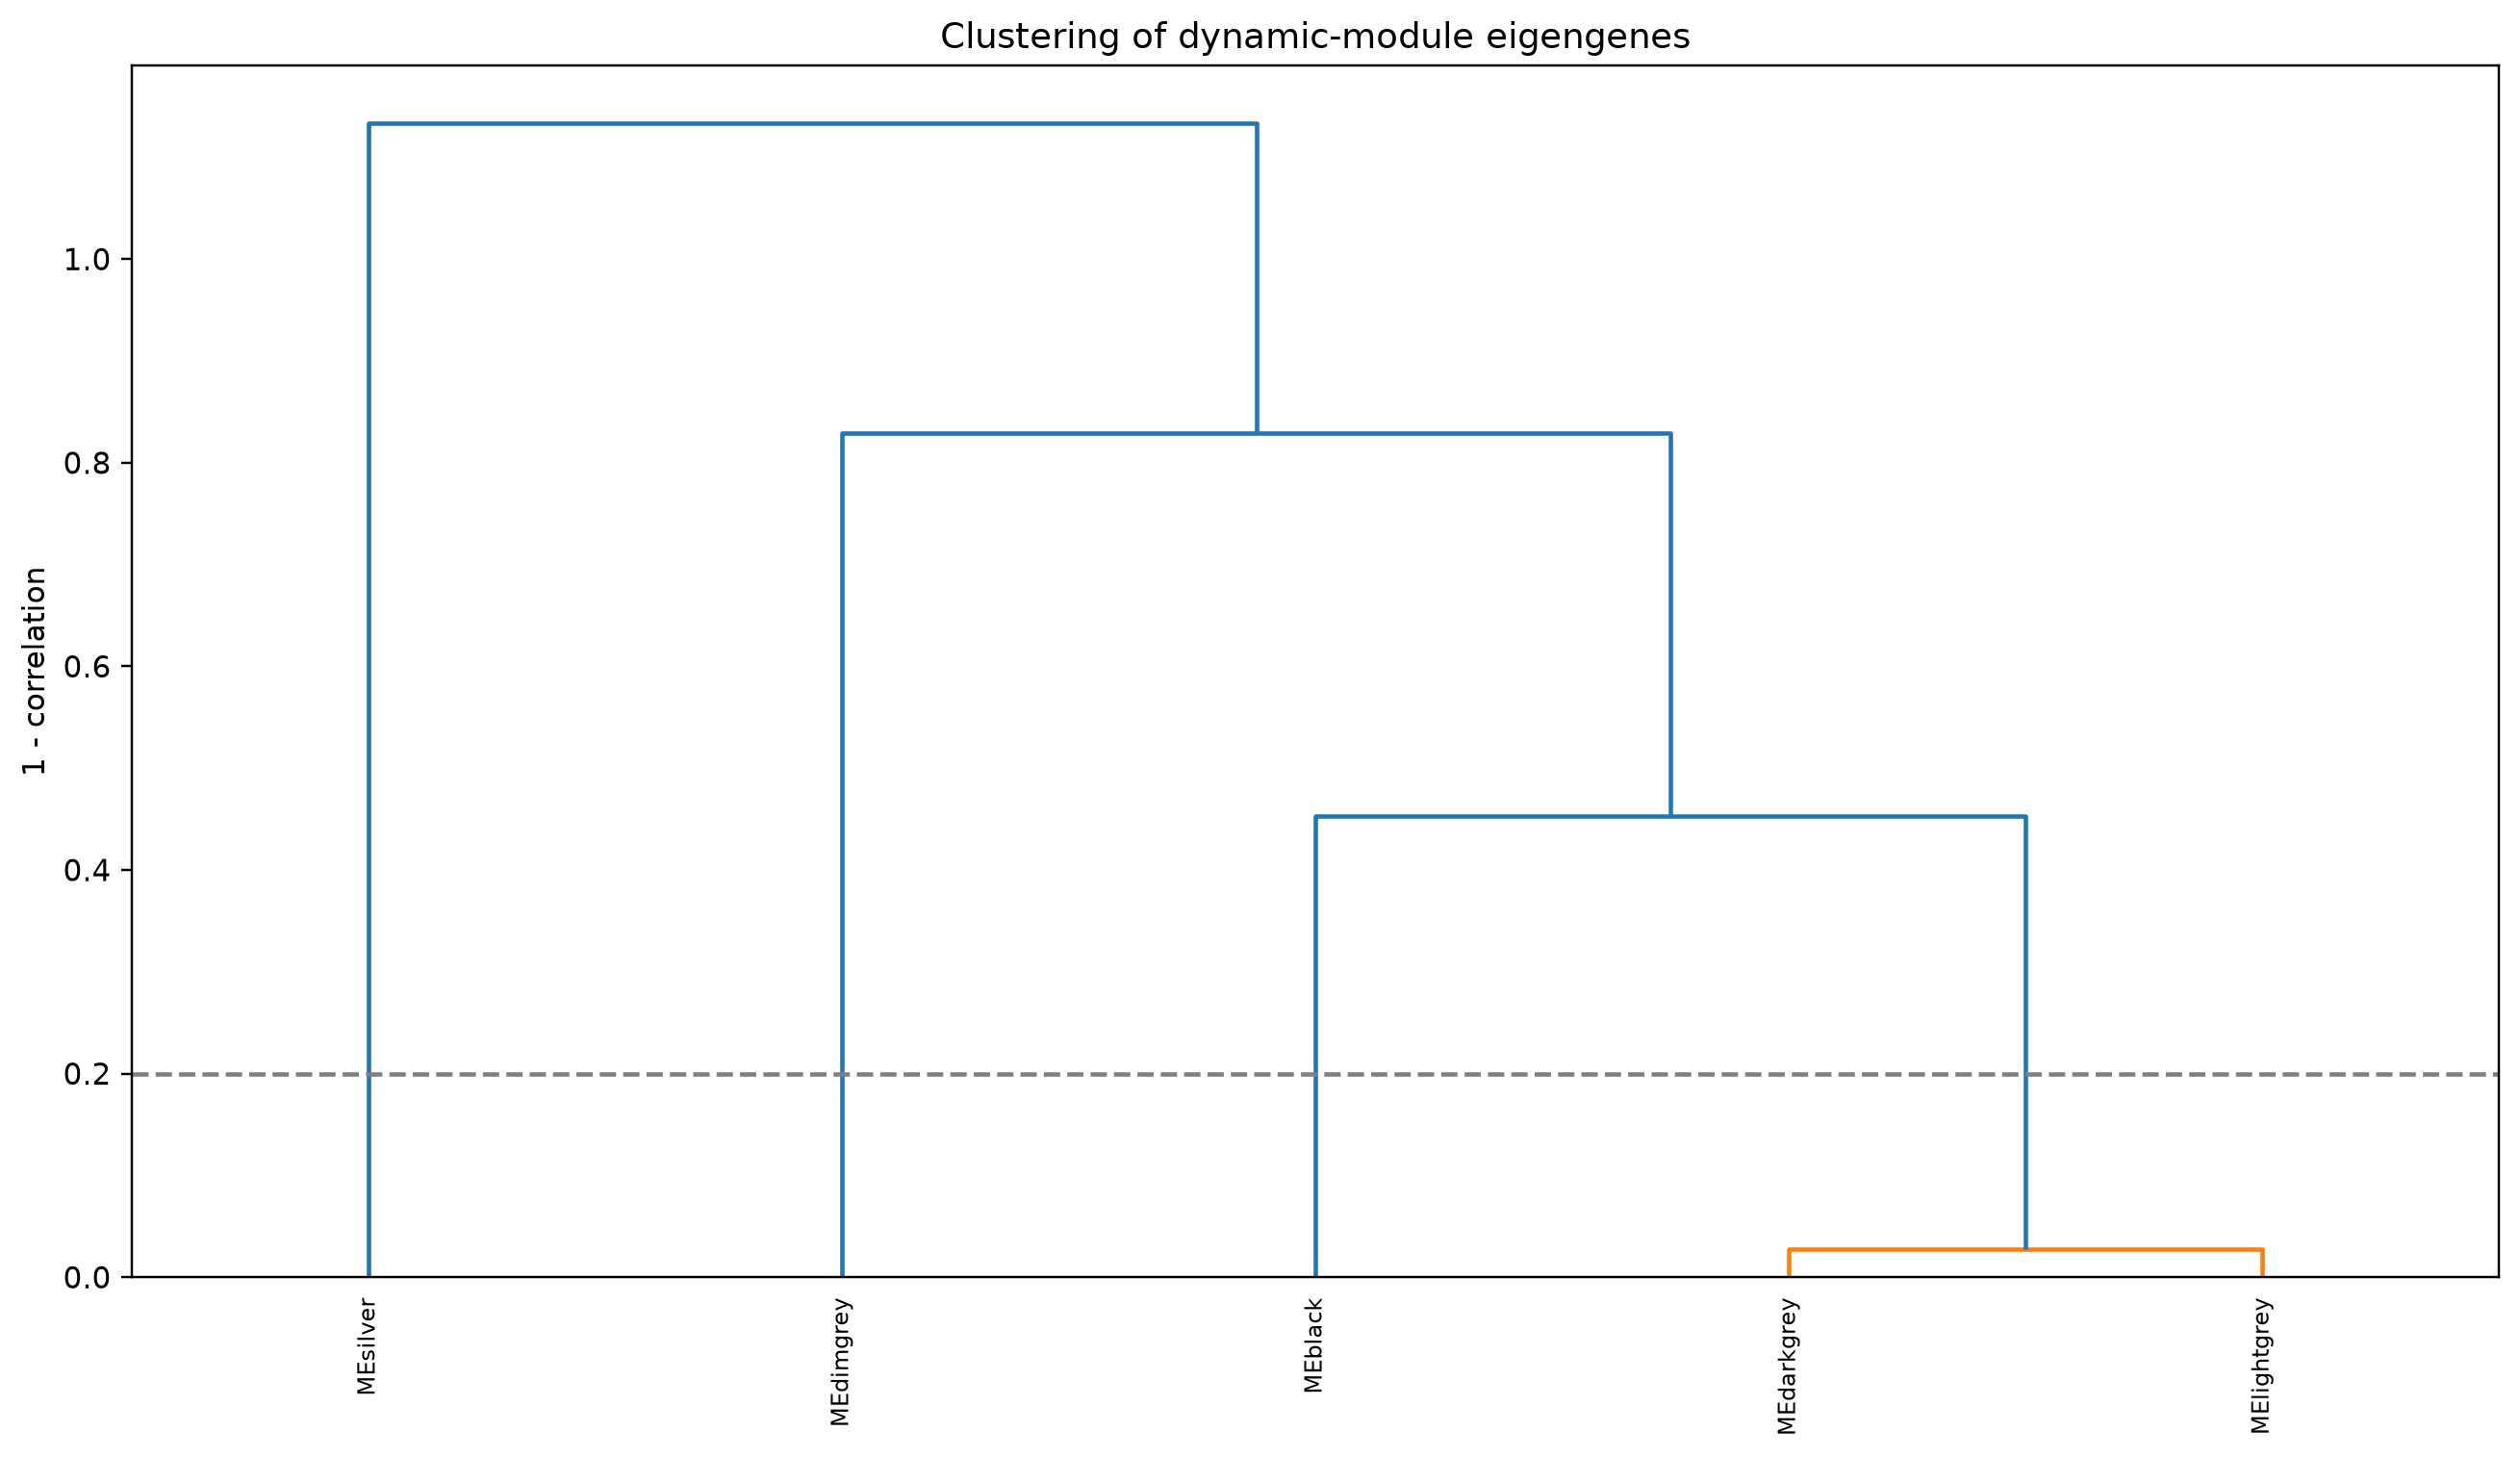 Clustering of dynamic-module eigengenes
1 - correlation
1.0
0.8
0.6
0.4
0.2
0.0
MEsilver
MEdimgrey
MEblack
MEdarkgrey
MElightgrey